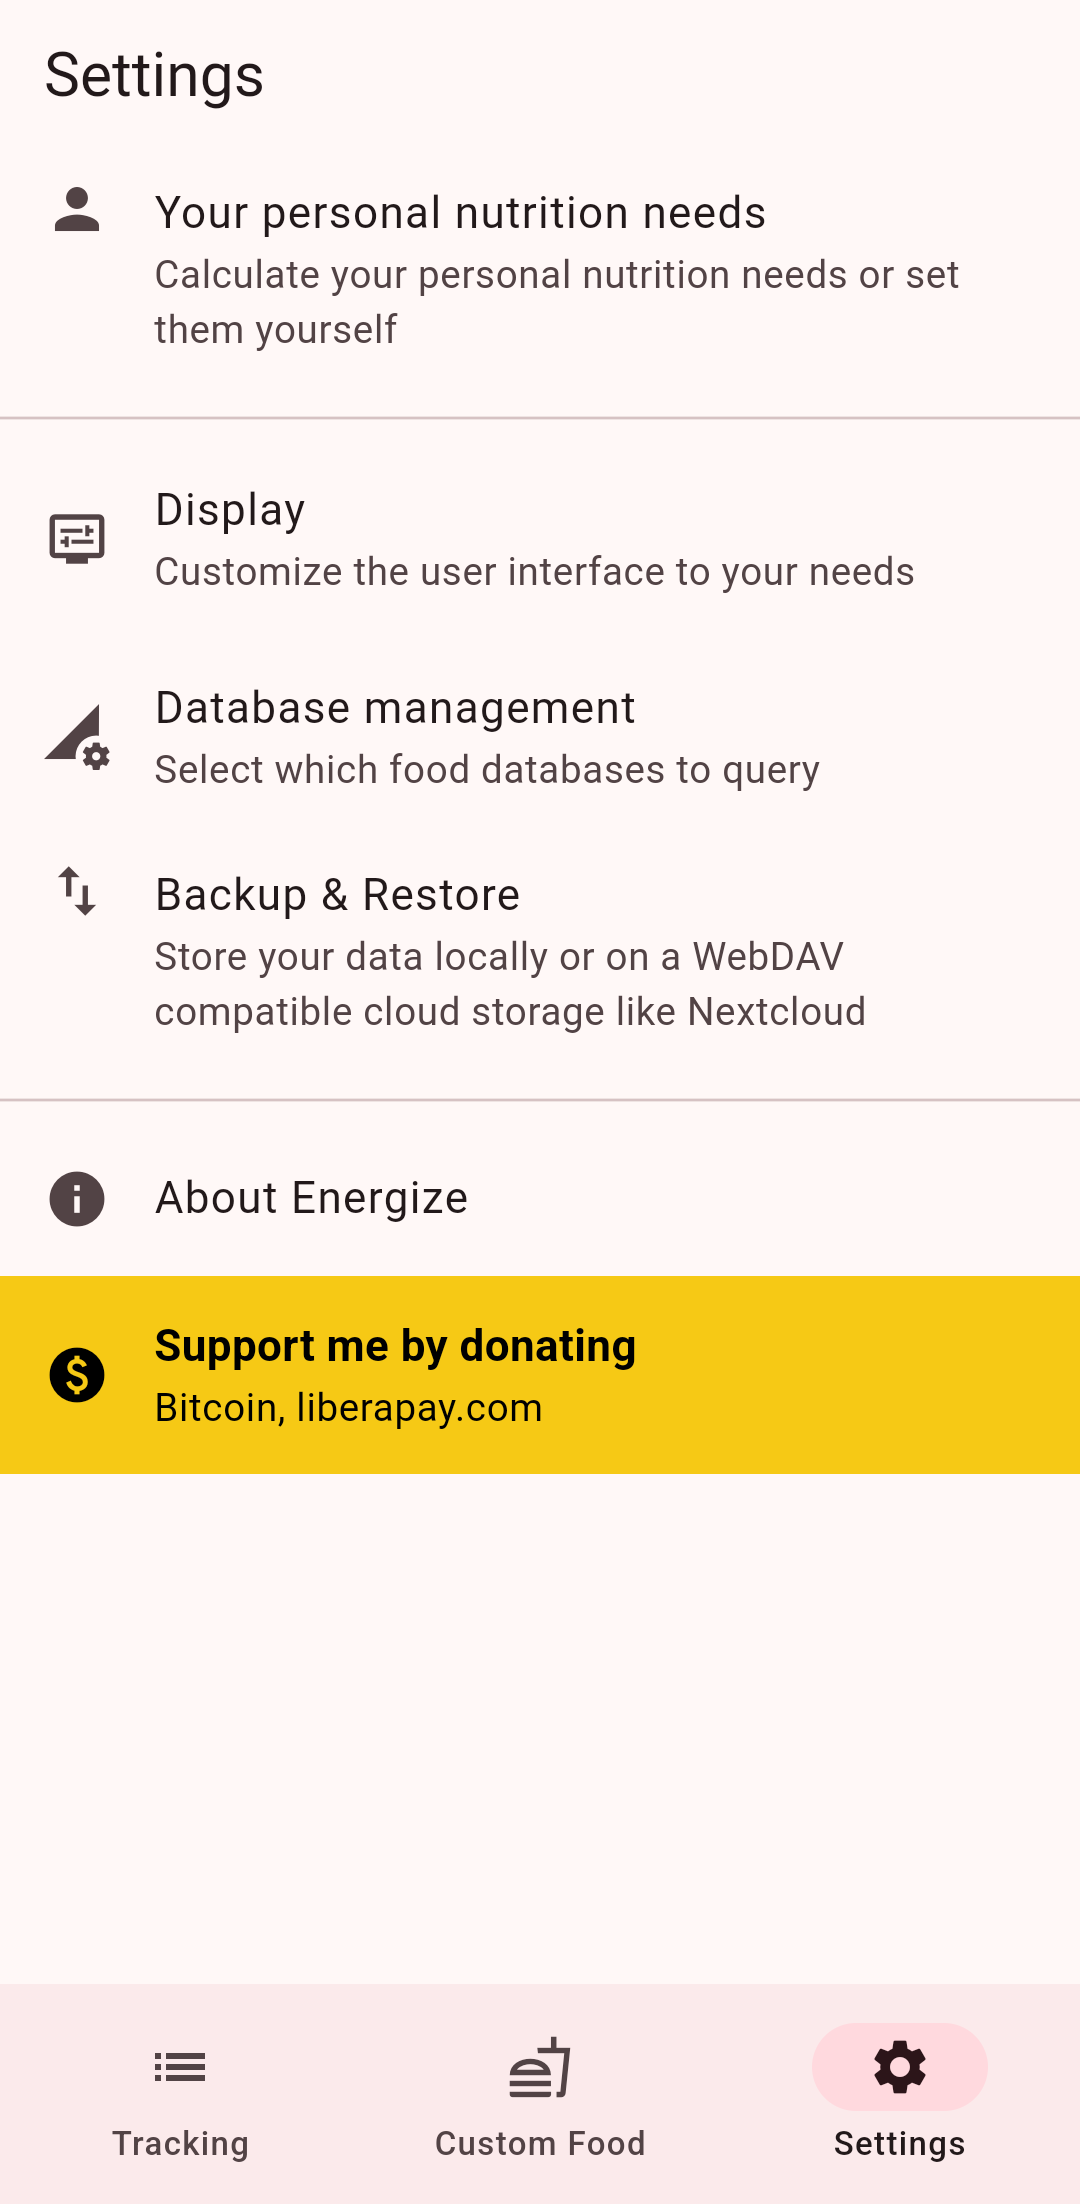 Settings
Your personal nutrition needs
Calculate your personal nutrition needs or set
them yourself
Display
Customize the user interface to your needs
Database management
Select which food databases to query
Backup & Restore
Store your data locally or on a WebDAV
compatible cloud storage like Nextcloud
About Energize
Support me by donating
Bitcoin, liberapay.com
Tracking
Custom Food
Settings